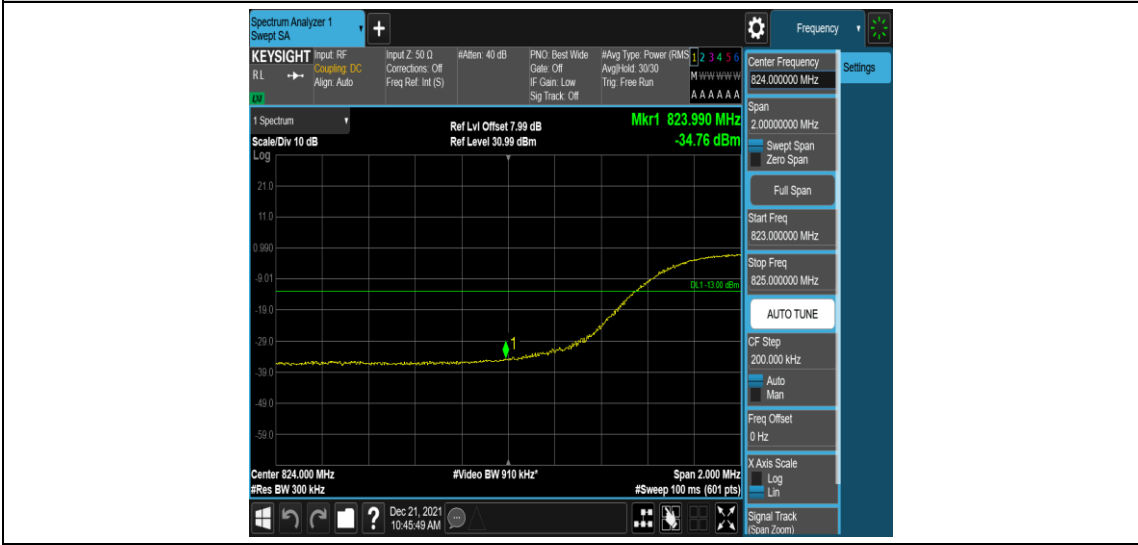 Spectrum Analyzer 1
Swept SA
+
Frequency
KEYSIGHT
RL
Input: RF
Coupling: DC
Align: Auto
Input Z: 50 Ω
Corrections: Off
Freq Ref: Int (S)
#Atten: 40 dB
PNO: Best Wide
Gate: Off
IF Gain: Low
Sig Track: Off
#Avg Type: Power (RMS
Avg|Hold: 30/30
Trig: Free Run
1 2 3 4 5 6
M W W W W W
A A A A A A
1 Spectrum
Scale/Div 10 dB
Log
Ref Lvl Offset 7.99 dB
Ref Level 30.99 dBm
Mkr1 823.990 MHz
-34.76 dBm
21.0
11.0
0.990
-9.01
-19.0
-29.0
-39.0
-49.0
-59.0
DL1 -13.00 dBm
1
Center 824.000 MHz
#Res BW 300 kHz
#Video BW 910 kHz*
Span 2.000 MHz
#Sweep 100 ms (601 pts)
Center Frequency
824.000000 MHz
Settings
Span
2.00000000 MHz
Swept Span
Zero Span
Full Span
Start Freq
823.000000 MHz
Stop Freq
825.000000 MHz
AUTO TUNE
CF Step
200.000 kHz
Auto
Man
Freq Offset
0 Hz
X Axis Scale
Log
Lin
Signal Track
(Span Zoom)
?
Dec 21, 2021
10:45:49 AM